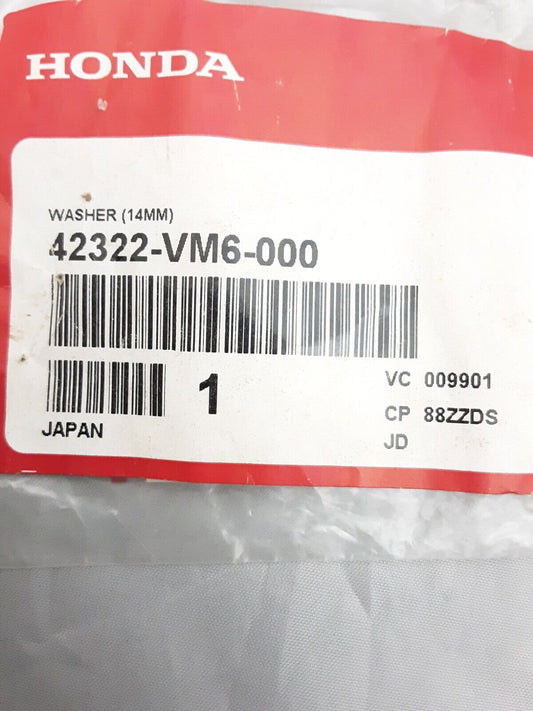 HONDA
WASHER (14MM)
42322-VM6-000
1
VC 009901
CP 88ZZDS
JAPAN
JD